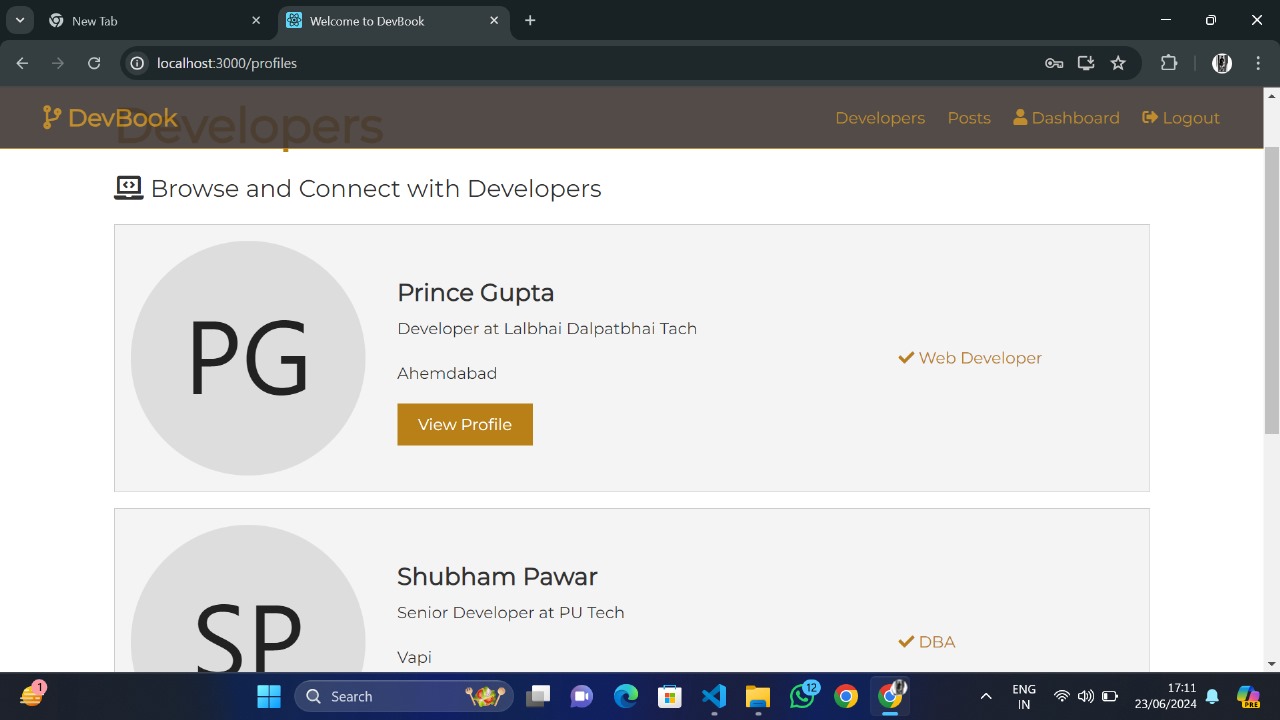 New Tab
Welcome to DevBook
localhost:3000/profiles
Developers
DevBook
Developers Posts Dashboard Logout
Browse and Connect with Developers
PG
Prince Gupta
Developer at Lalbhai Dalpatbhai Tach
Ahemdabad
Web Developer
View Profile
SP
Shubham Pawar
Senior Developer at PU Tech
Vapi
DBA
1
Search
12
ENG
IN
17:11
23/06/2024
PRE